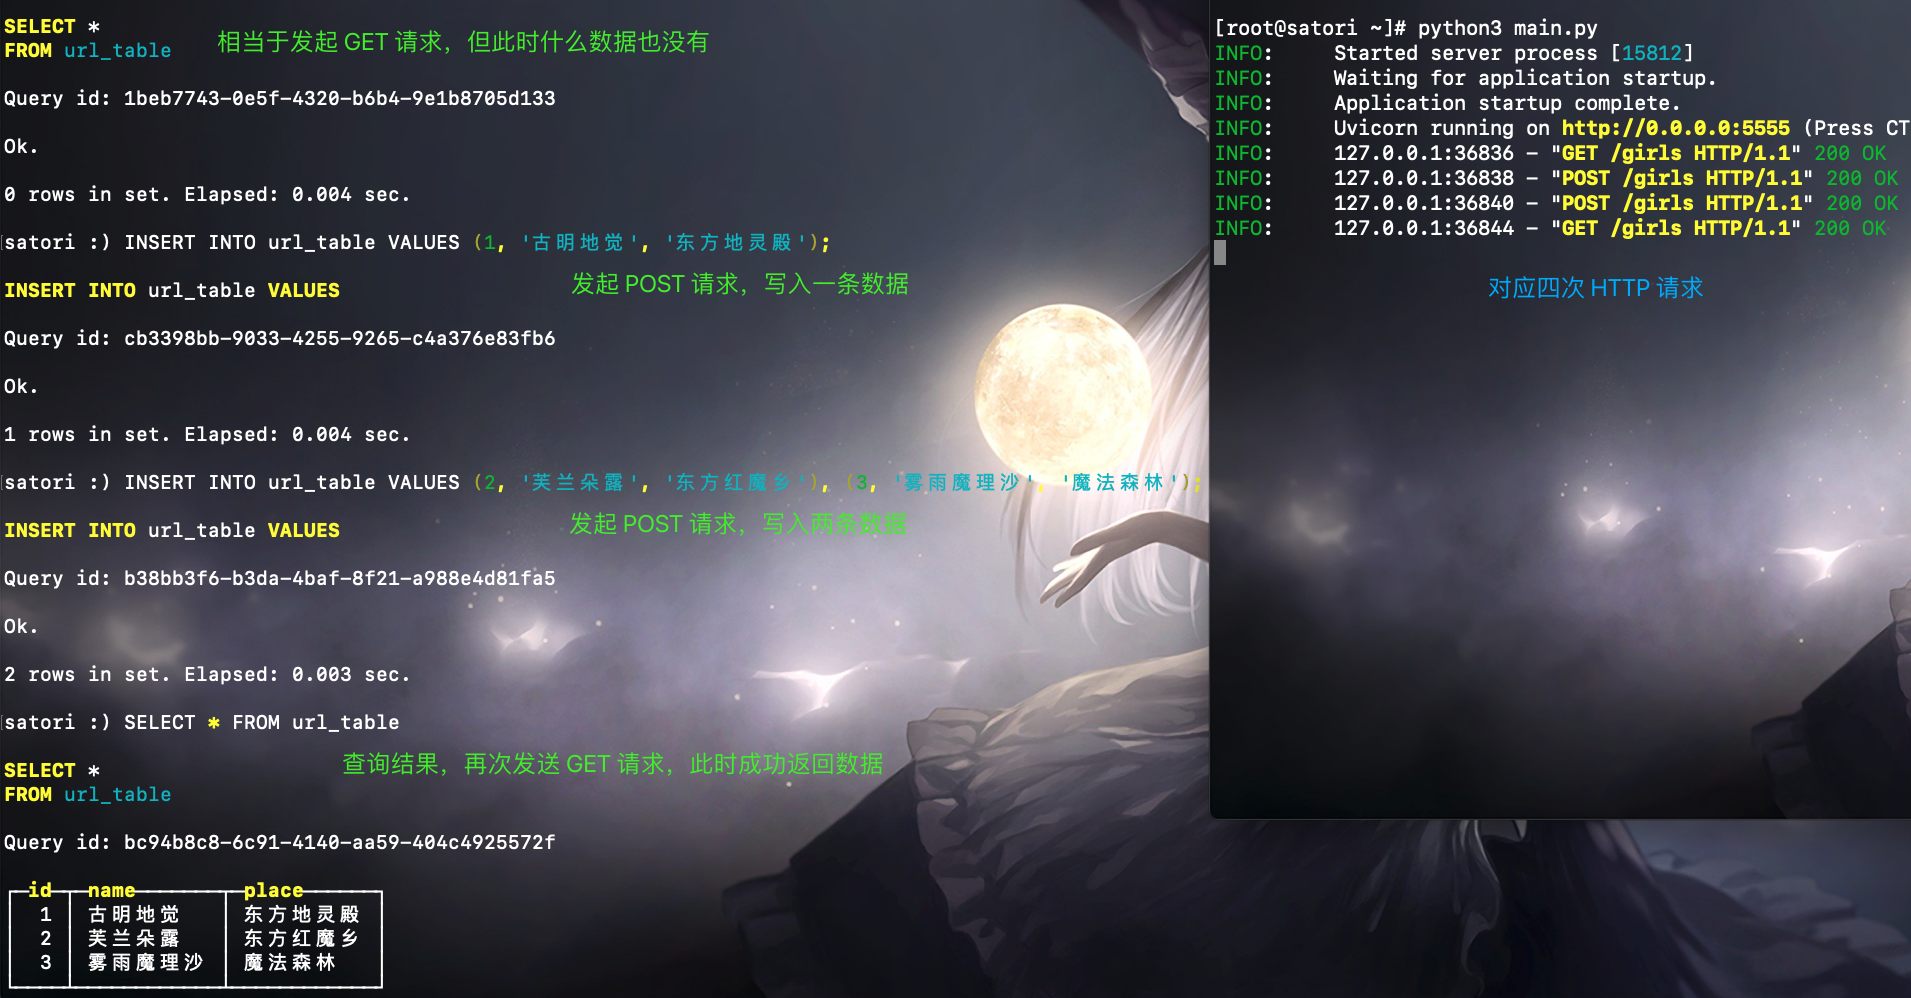 SELECT *
FROM url_table
相当于发起 GET 请求，但此时什么数据也没有
Query id: 1beb7743-0e5f-4320-b6b4-9e1b8705d133
Ok.
0 rows in set. Elapsed: 0.004 sec.
satori :) INSERT INTO url_table VALUES (1, '古明地觉', '东方地灵殿');
发起 POST 请求，写入一条数据
INSERT INTO url_table VALUES
Query id: cb3398bb-9033-4255-9265-c4a376e83fb6
Ok.
1 rows in set. Elapsed: 0.004 sec.
satori :) INSERT INTO url_table VALUES (2, '芙兰朵露', '东方红魔乡'), (3, '雾雨魔理沙', '魔法森林');
发起 POST 请求，写入两条数据
INSERT INTO url_table VALUES
Query id: b38bb3f6-b3da-4baf-8f21-a988e4d81fa5
Ok.
2 rows in set. Elapsed: 0.003 sec.
satori :) SELECT * FROM url_table
查询结果，再次发送 GET 请求，此时成功返回数据
SELECT *
FROM url_table
Query id: bc94b8c8-6c91-4140-aa59-404c4925572f
id name place
1 古明地觉 东方地灵殿
2 芙兰朵露 东方红魔乡
3 雾雨魔理沙 魔法森林
[root@satori ~]# python3 main.py
INFO: Started server process [15812]
INFO: Waiting for application startup.
INFO: Application startup complete.
INFO: Uvicorn running on http://0.0.0.0:5555 (Press CT
INFO: 127.0.0.1:36836 - "GET /girls HTTP/1.1" 200 OK
INFO: 127.0.0.1:36838 - "POST /girls HTTP/1.1" 200 OK
INFO: 127.0.0.1:36840 - "POST /girls HTTP/1.1" 200 OK
INFO: 127.0.0.1:36844 - "GET /girls HTTP/1.1" 200 OK
对应四次 HTTP 请求